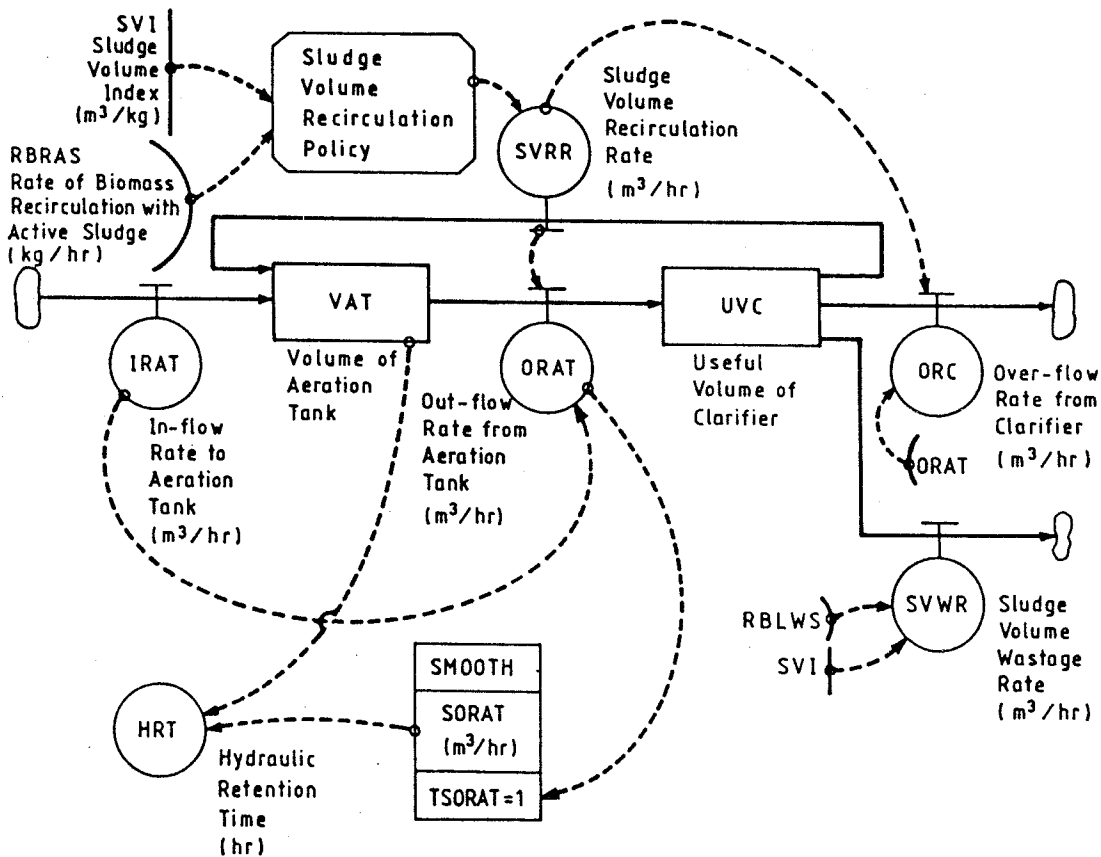 SVI
Sludge
Volume
Index
(m³/kg)
Sludge
Volume
Recirculation
Policy
SVRR
Sludge
Volume
Recirculation
Rate
(m³/hr)
RBRAS
Rate of Biomass
Recirculation with
Active Sludge
(kg/hr)
VAT
UVC
IRAT
Volume of
Aeration
Tank
ORAT
Useful
Volume of
Clarifier
ORC
Over-flow
Rate from
Clarifier
(m³/hr)
In-flow
Rate to
Aeration
Tank
(m³/hr)
Out-flow
Rate from
Aeration
Tank
(m³/hr)
ORAT
RBLWS
SVI
SVWR
Sludge
Volume
Wastage
Rate
(m³/hr)
SMOOTH
SORAT
(m³/hr)
TSORAT=1
HRT
Hydraulic
Retention
Time
(hr)